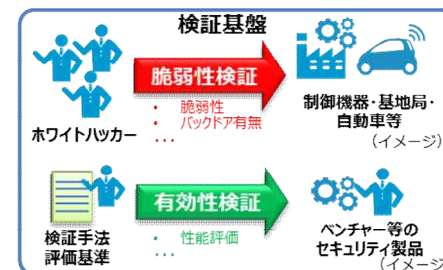 検証基盤
脆弱性検証
・ 脆弱性
・ バックドア有無
・・・
ホワイトハッカー
制御機器・基地局・
自動車等
（イメージ）
有効性検証
・ 性能評価
・・・
検証手法
評価基準
ベンチャー等の
セキュリティ製品
（イメージ）